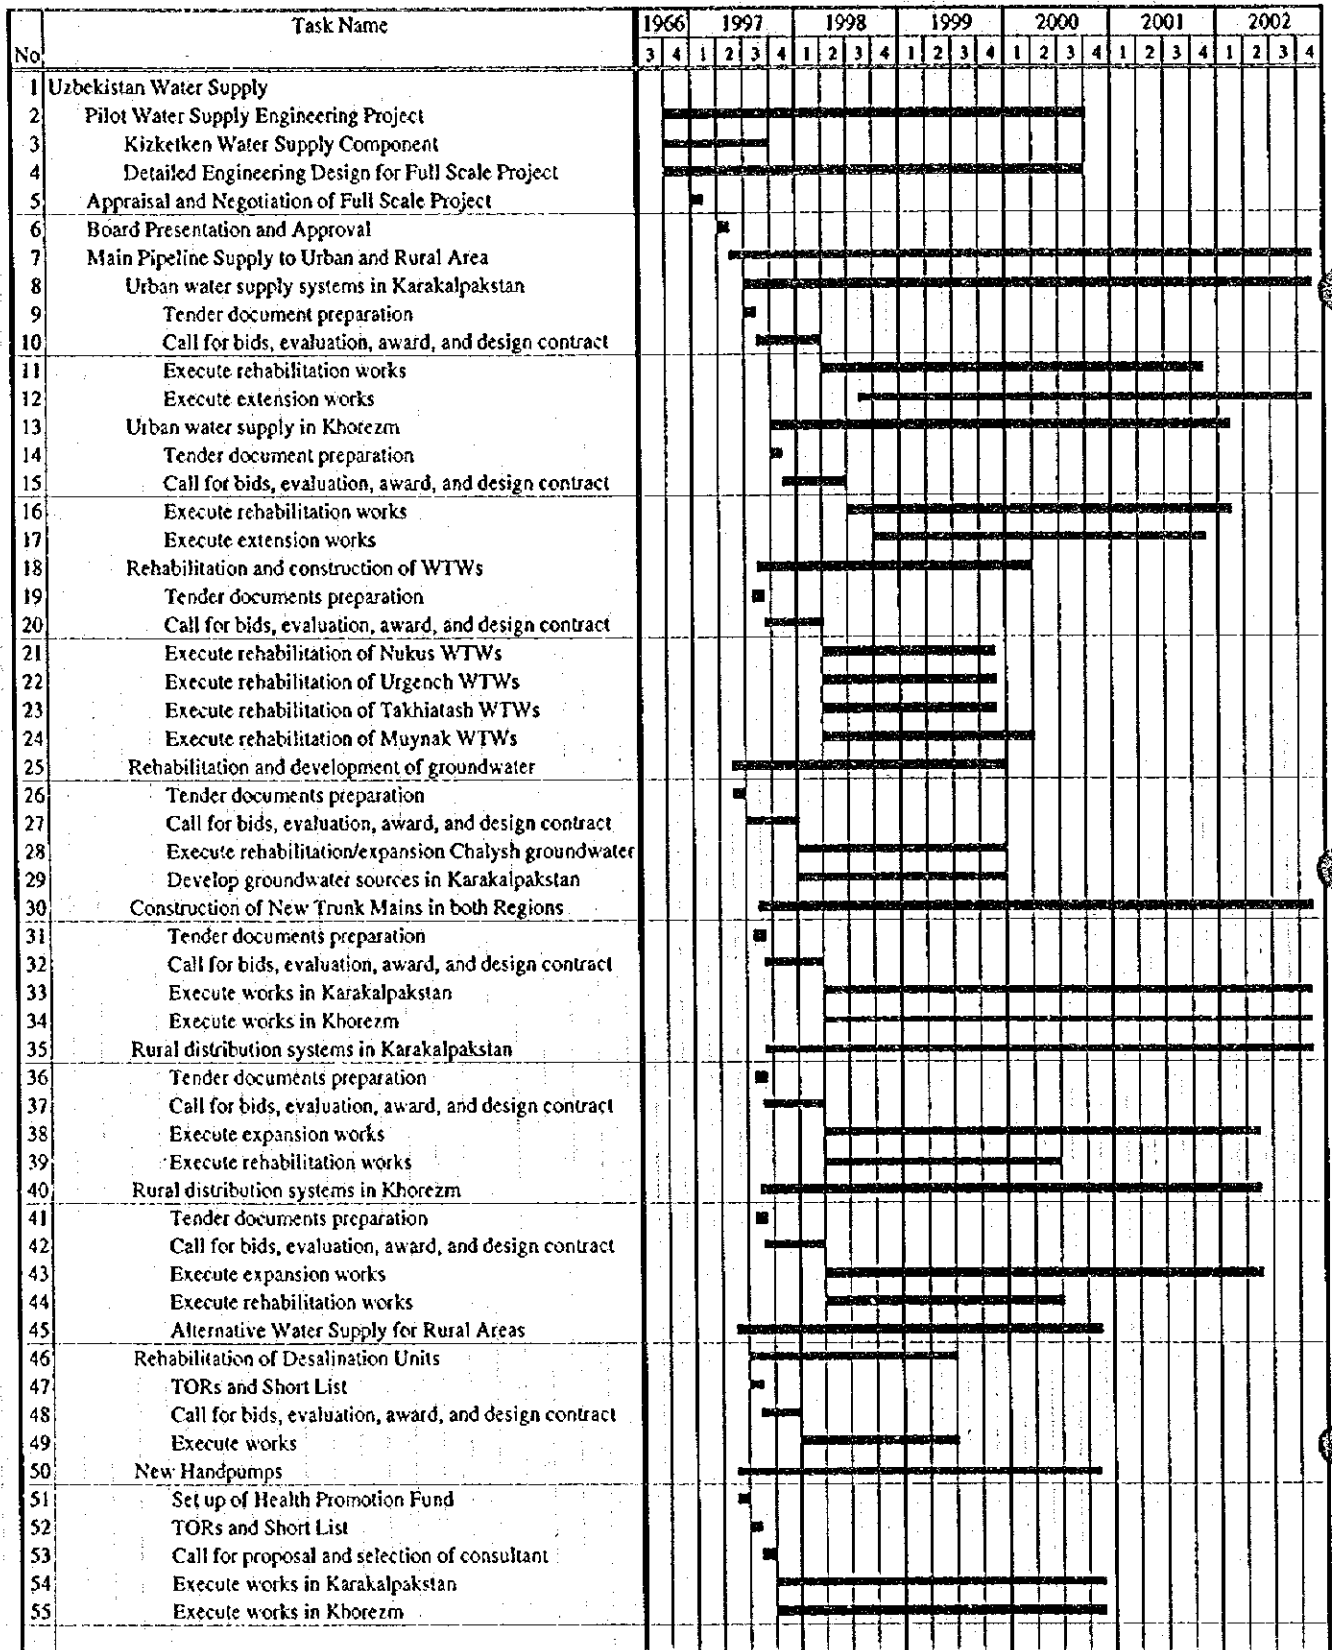 Task Name 1966 1997 1998 1999 2000 2001 2002
No 3 4 1 2 3 4 1 2 3 4 1 2 3 4 1 2 3 4 1 2 3 4 1 2 3 4
1 Uzbekistan Water Supply
2 Pilot Water Supply Engineering Project
3 Kizketken Water Supply Component
4 Detailed Engineering Design for Full Scale Project
5 Appraisal and Negotiation of Full Scale Project
6 Board Presentation and Approval
7 Main Pipeline Supply to Urban and Rural Area
8 Urban water supply systems in Karakalpakstan
9 Tender document preparation
10 Call for bids, evaluation, award, and design contract
11 Execute rehabilitation works
12 Execute extension works
13 Urban water supply in Khorezm
14 Tender document preparation
15 Call for bids, evaluation, award, and design contract
16 Execute rehabilitation works
17 Execute extension works
18 Rehabilitation and construction of WTWs
19 Tender documents preparation
20 Call for bids, evaluation, award, and design contract
21 Execute rehabilitation of Nukus WTWs
22 Execute rehabilitation of Urgench WTWs
23 Execute rehabilitation of Takhiatash WTWs
24 Execute rehabilitation of Muynak WTWs
25 Rehabilitation and development of groundwater
26 Tender documents preparation
27 Call for bids, evaluation, award, and design contract
28 Execute rehabilitation/expansion Chalysh groundwater
29 Develop groundwater sources in Karakalpakstan
30 Construction of New Trunk Mains in both Regions
31 Tender documents preparation
32 Call for bids, evaluation, award, and design contract
33 Execute works in Karakalpakstan
34 Execute works in Khorezm
35 Rural distribution systems in Karakalpakstan
36 Tender documents preparation
37 Call for bids, evaluation, award, and design contract
38 Execute expansion works
39 Execute rehabilitation works
40 Rural distribution systems in Khorezm
41 Tender documents preparation
42 Call for bids, evaluation, award, and design contract
43 Execute expansion works
44 Execute rehabilitation works
45 Alternative Water Supply for Rural Areas
46 Rehabilitation of Desalination Units
47 TORs and Short List
48 Call for bids, evaluation, award, and design contract
49 Execute works
50 New Handpumps
51 Set up of Health Promotion Fund
52 TORs and Short List
53 Call for proposal and selection of consultant
54 Execute works in Karakalpakstan
55 Execute works in Khorezm